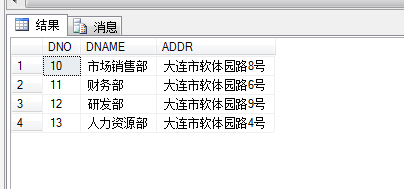 结果 消息
DNO DNAME ADDR
1 10 市场销售部 大连市软体园路8号
2 11 财务部 大连市软体园路6号
3 12 研发部 大连市软体园路9号
4 13 人力资源部 大连市软体园路4号